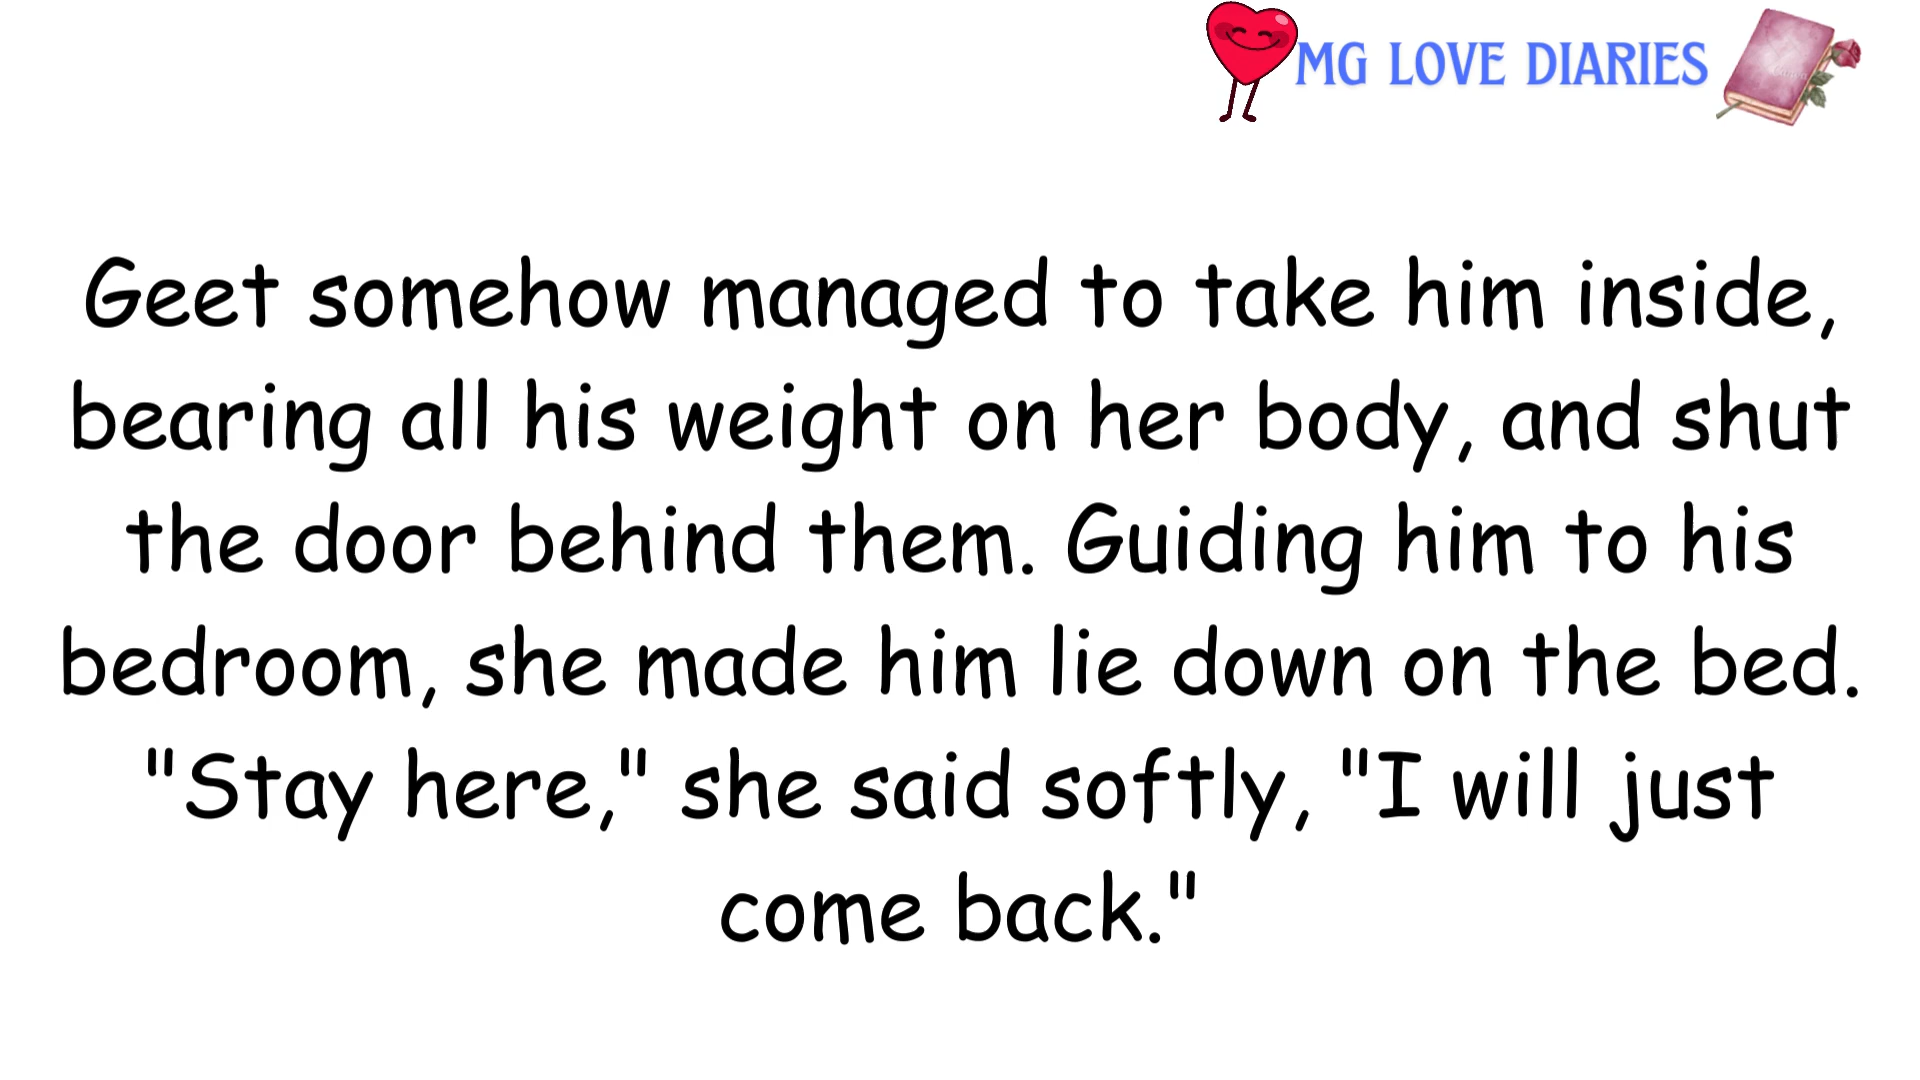 MG LOVE DIARIES
Geet somehow managed to take him inside,
bearing all his weight on her body, and shut
the door behind them. Guiding him to his
bedroom, she made him lie down on the bed.
"Stay here," she said softly, "I will just
come back."